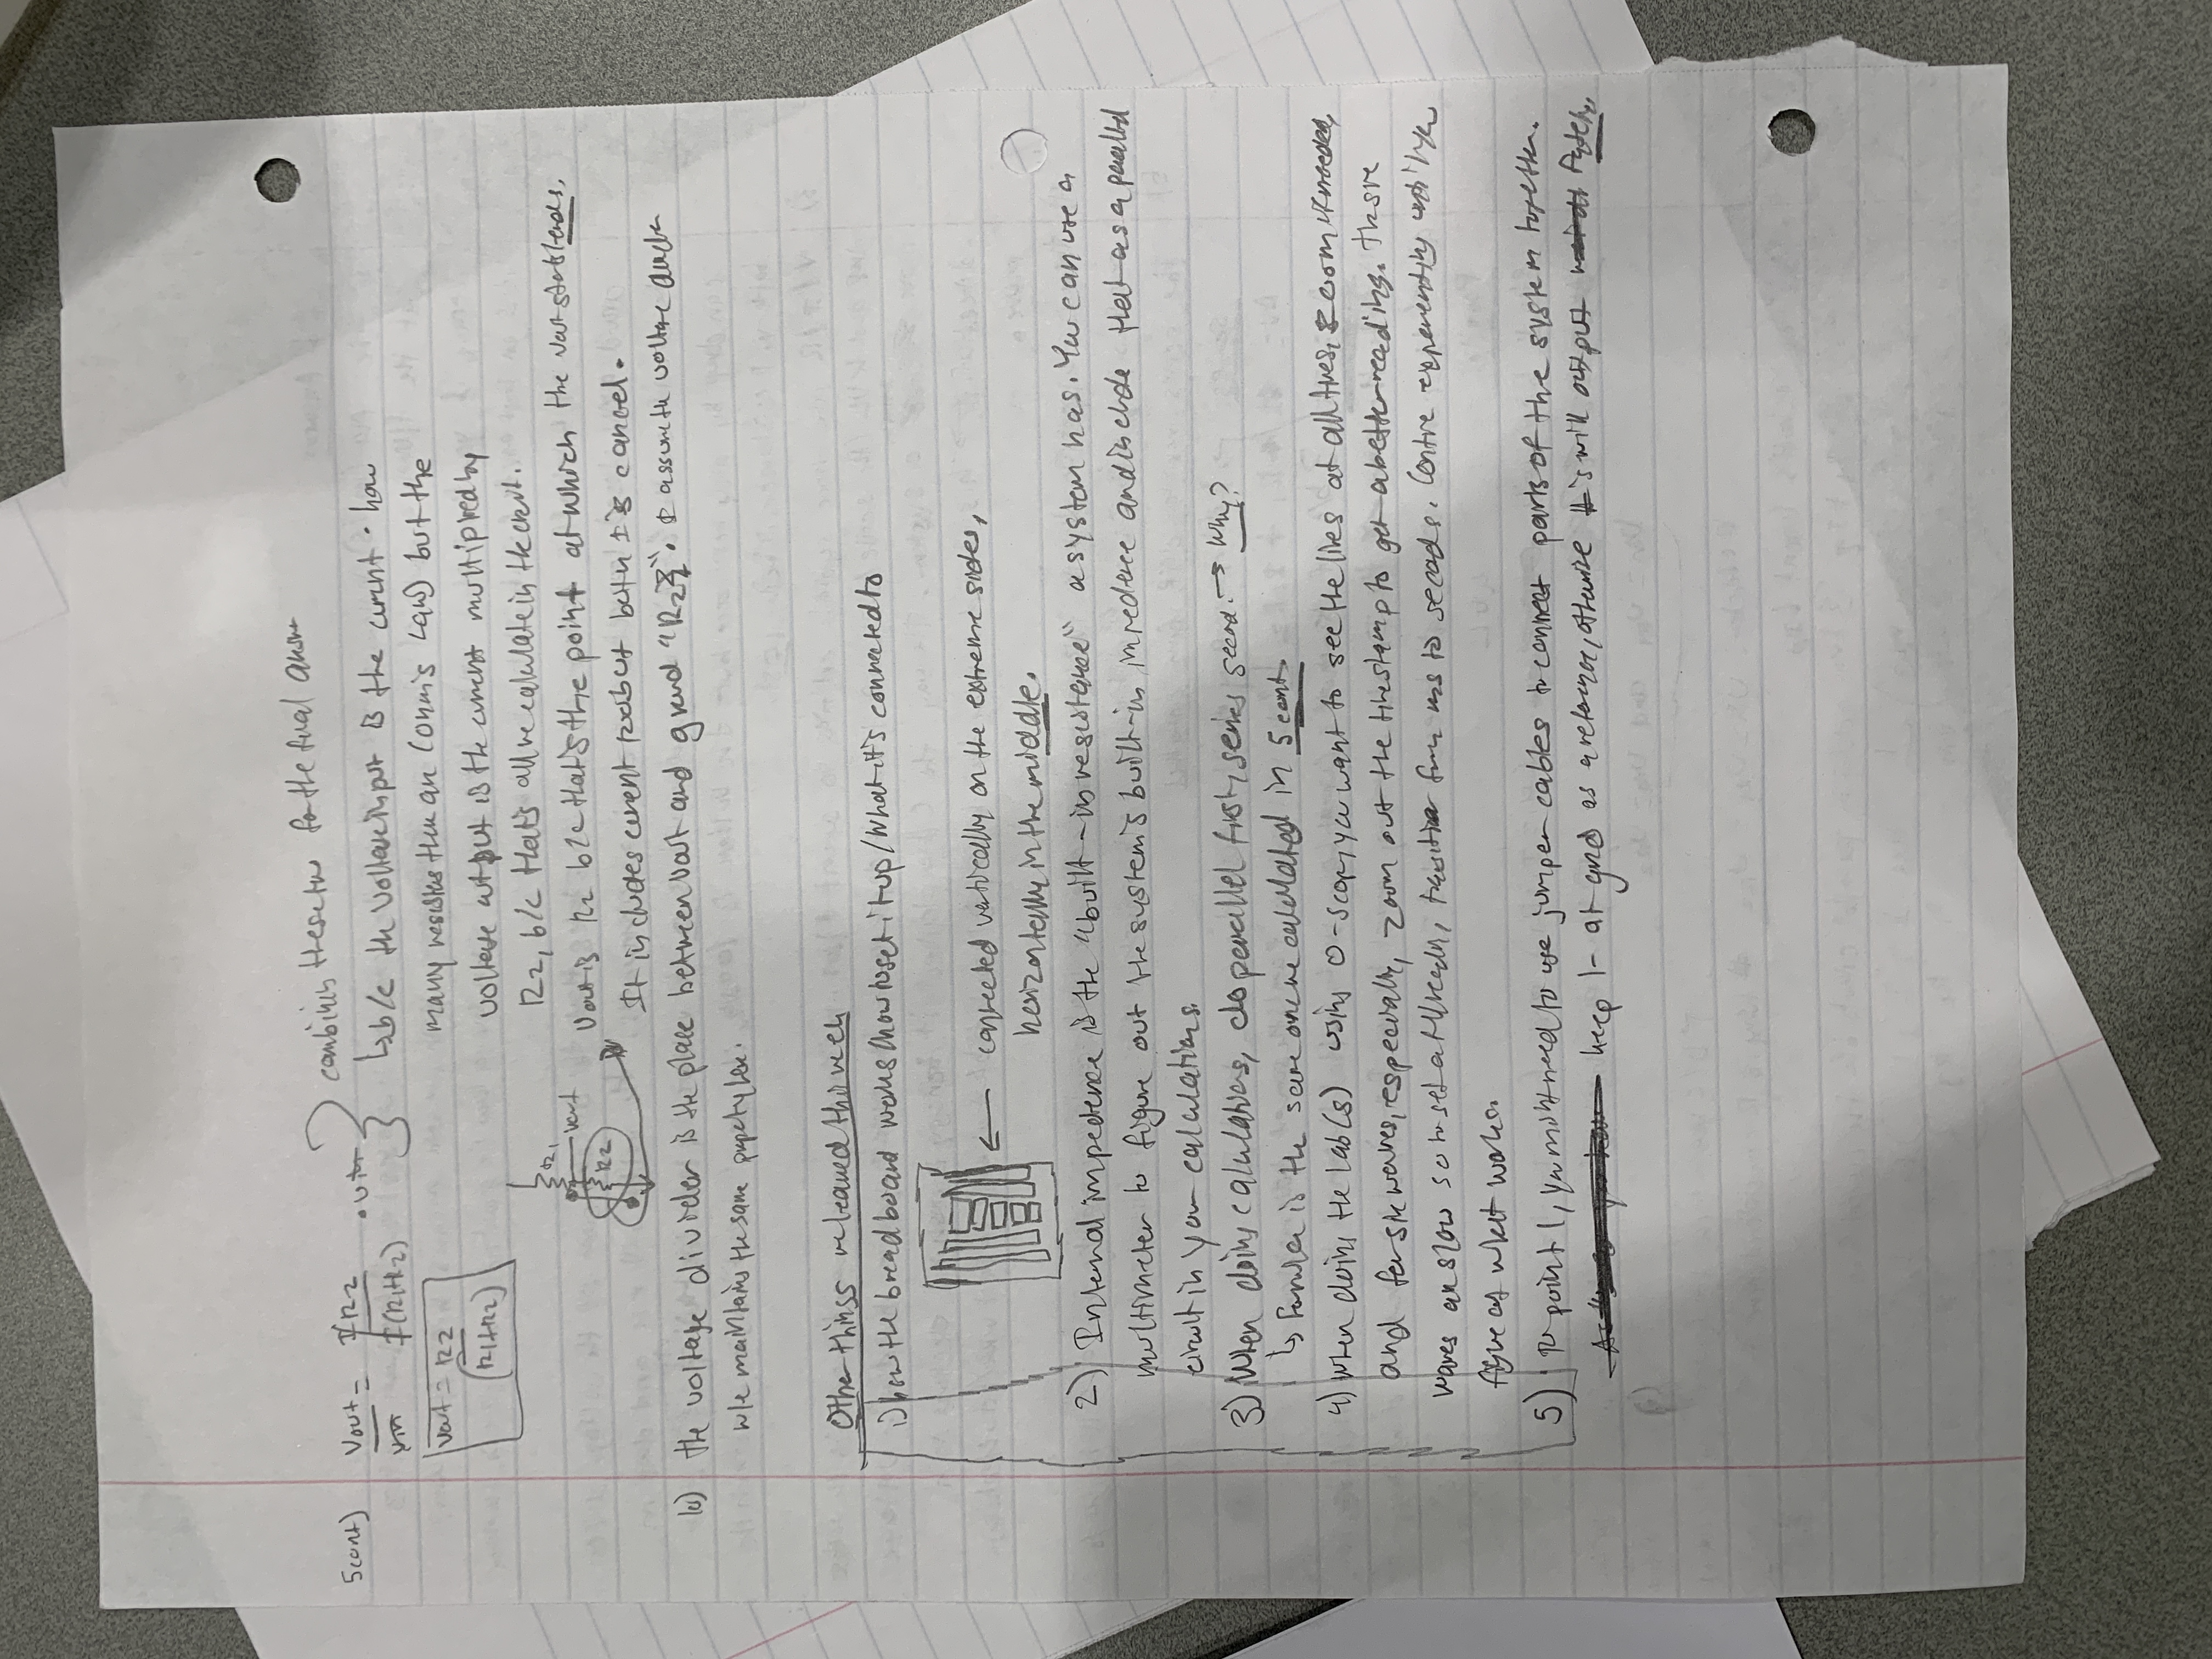 5cont) Vout = IR2 · Vin
Vin I(R1+R2)
Vout = R2
(R1+R2)
combining these two for the final answer
↳ b/c the voltage input is the current · how
many resistors there are (Ohm's Law) but the
voltage output is the current multiplied by
R2, b/c that's all we calculate in the circuit.
R1
Vout
R2
Vout is R2 b/c that's the point at which the Vout starts/ends.
It includes current too but both I's cancel.
the voltage divider is the place between Vout and ground "R2". I assume the voltage divider
w/c maintains the same property here.
Other things we learned this week
1) how the breadboard works/how to set it up/what it's connected to
← connected vertically on the extreme sides,
horizontally in the middle.
2) Internal impedence is the "built-in resistence" a system has. You can use a
multimeter to figure out the system's built-in impedence and include that as a parallel
circuit in your calculations.
3) When doing calculations, do parallel first, series second. → Why?
↳ Formula is the same one we calculated in 5 cont.
4) when doing the lab(s) using O-scope, you want to see the lines at all times, zoom if needed,
and for sine waves, especially, zoom out the timestamp to get a better reading. These
waves are slow so to set a reading, transition from ms to seconds. Continue experimenting until you
figure out what works.
5) To point 1, you might need to use jumper cables to connect parts of the system together.
keep 1- at gnd as a reference, otherwise #'s will output